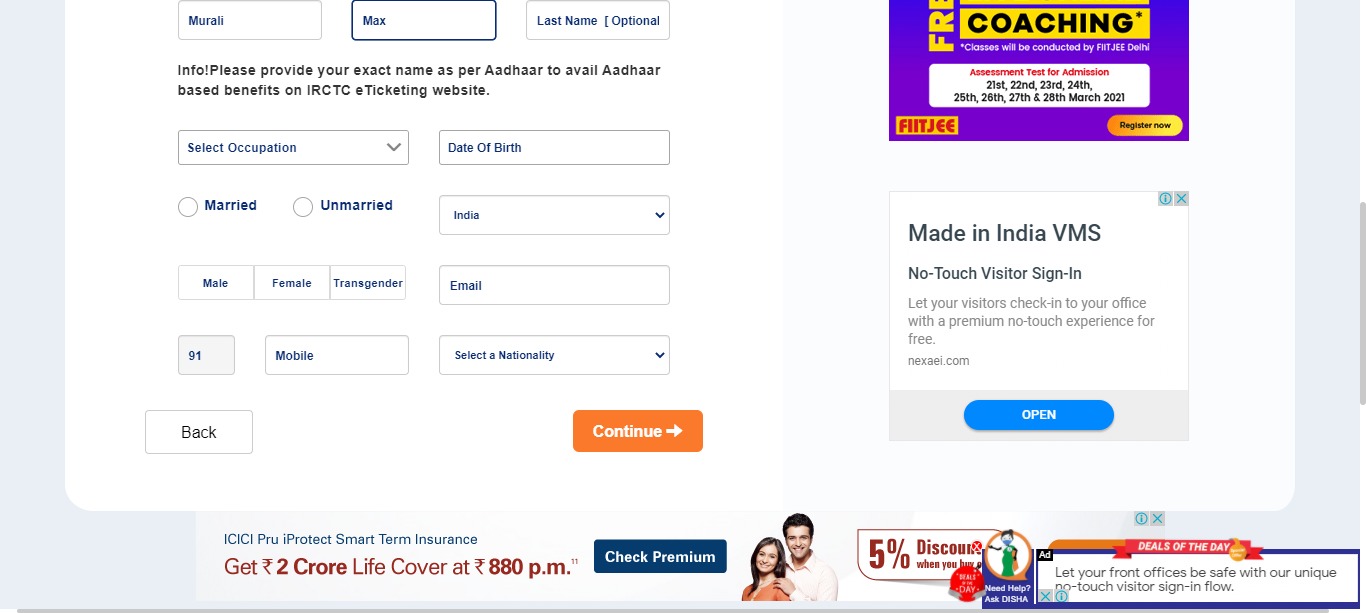 Murali
Max
Last Name [ Optional
Info!Please provide your exact name as per Aadhaar to avail Aadhaar
based benefits on IRCTC eTicketing website.
Select Occupation
Date Of Birth
Married
Unmarried
India
Male
Female
Transgender
Email
91
Mobile
Select a Nationality
Back
Continue
FREE
COACHING*
*Classes will be conducted by FIITJEE Delhi
Assessment Test for Admission
21st, 22nd, 23rd, 24th,
25th, 26th, 27th & 28th March 2021
FIITJEE
Register now
Made in India VMS
No-Touch Visitor Sign-In
Let your visitors check-in to your office
with a premium no-touch experience for
free.
nexaei.com
OPEN
ICICI Pru iProtect Smart Term Insurance
Get ₹ 2 Crore Life Cover at ₹ 880 p.m.11
Check Premium
5%
when you buy
DEALS
OF THE
DAY
Need Help?
Ask DISHA
Ad
DEALS OF THE DAY
Let your front offices be safe with our unique
no-touch visitor sign-in flow.